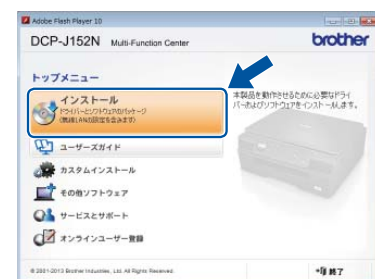 Adobe Flash Player 10
DCP-J152N Multi-Function Center
brother
トップメニュー
インストール
ドライバーとソフトウェアのパッケージ
(無線LANの設定を含みます)
本製品を動作させるために必要なドライ
バーおよびソフトウェアをインストールします。
ユーザーズガイド
カスタムインストール
その他ソフトウェア
サービスとサポート
オンラインユーザー登録
© 2001-2013 Brother Industries, Ltd. All Rights Reserved.
終了